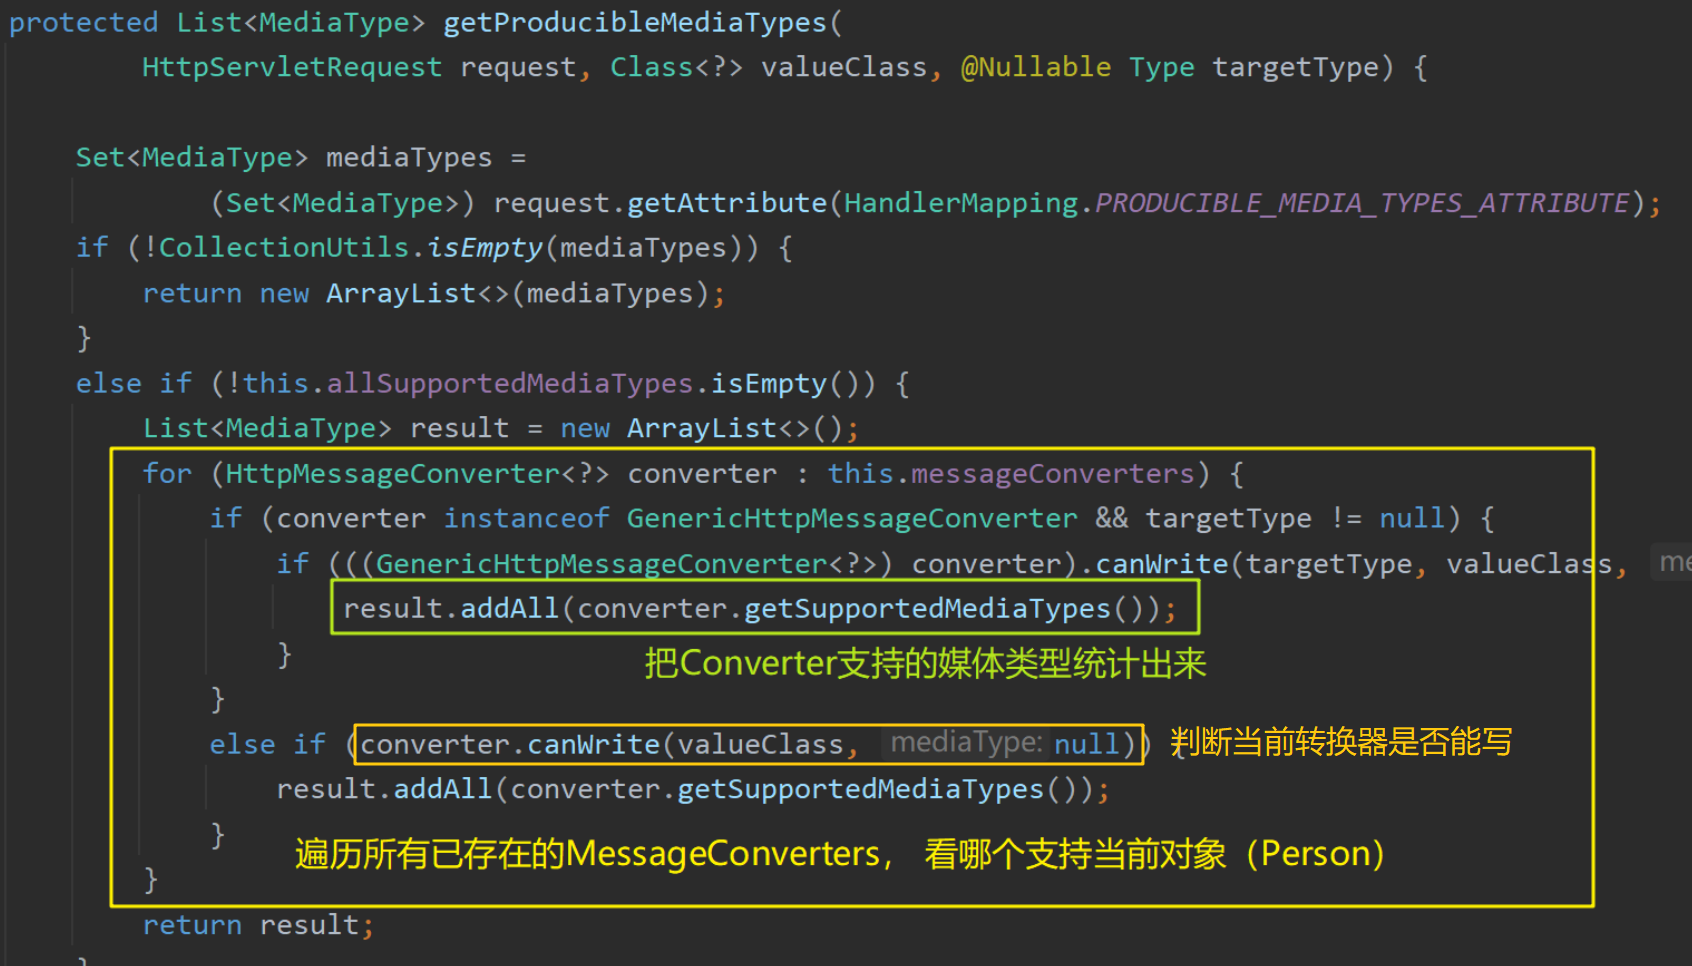 protected List<MediaType> getProducibleMediaTypes(
HttpServletRequest request, Class<?> valueClass, @Nullable Type targetType) {
Set<MediaType> mediaTypes =
(Set<MediaType>) request.getAttribute(HandlerMapping.PRODUCIBLE_MEDIA_TYPES_ATTRIBUTE);
if (!CollectionUtils.isEmpty(mediaTypes)) {
return new ArrayList<>(mediaTypes);
}
else if (!this.allSupportedMediaTypes.isEmpty()) {
List<MediaType> result = new ArrayList<>();
for (HttpMessageConverter<?> converter : this.messageConverters) {
if (converter instanceof GenericHttpMessageConverter && targetType != null) {
if (((GenericHttpMessageConverter<?>) converter).canWrite(targetType, valueClass,
result.addAll(converter.getSupportedMediaTypes());
}
把Converter支持的媒体类型统计出来
}
else if (converter.canWrite(valueClass, mediaType: null)) {
判断当前转换器是否能写
result.addAll(converter.getSupportedMediaTypes());
}
遍历所有已存在的MessageConverters， 看哪个支持当前对象（Person）
}
return result;
}